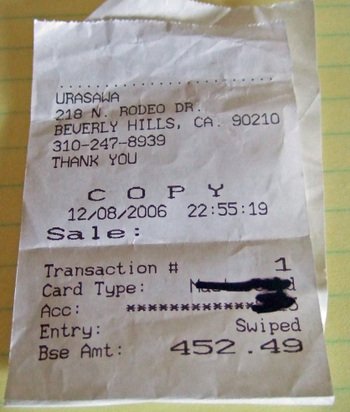 URASAWA
218 N. RODEO DR.
BEVERLY HILLS, CA. 90210
310-247-8939
THANK YOU
C O P Y
12/08/2006 22:55:19
Sale:
Transaction # 1
Card Type:
Acc: ************
Entry: Swiped
Bse Amt: 452.49